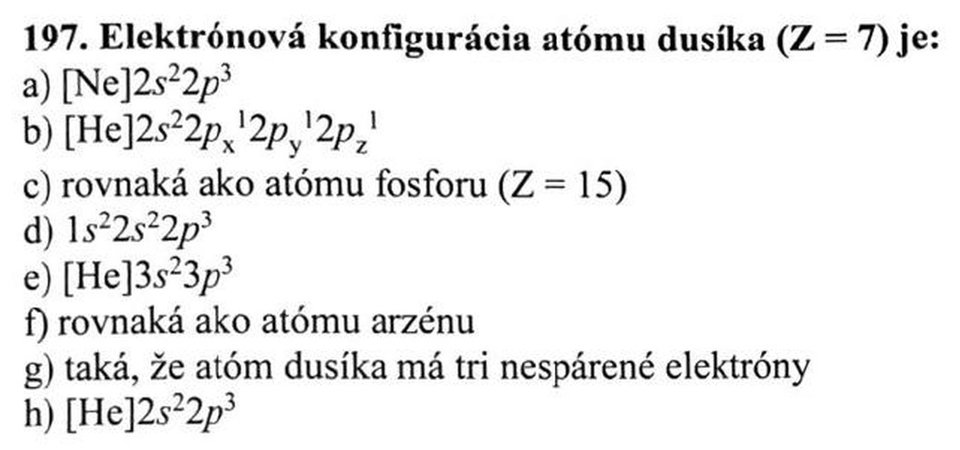 197. Elektrónová konfigurácia atómu dusíka (Z = 7) je:
a) [Ne]2s²2p³
b) [He]2s²2pₓ¹2pᵧ¹2p_z¹
c) rovnaká ako atómu fosforu (Z = 15)
d) 1s²2s²2p³
e) [He]3s²3p³
f) rovnaká ako atómu arzénu
g) taká, že atóm dusíka má tri nespárené elektróny
h) [He]2s²2p³